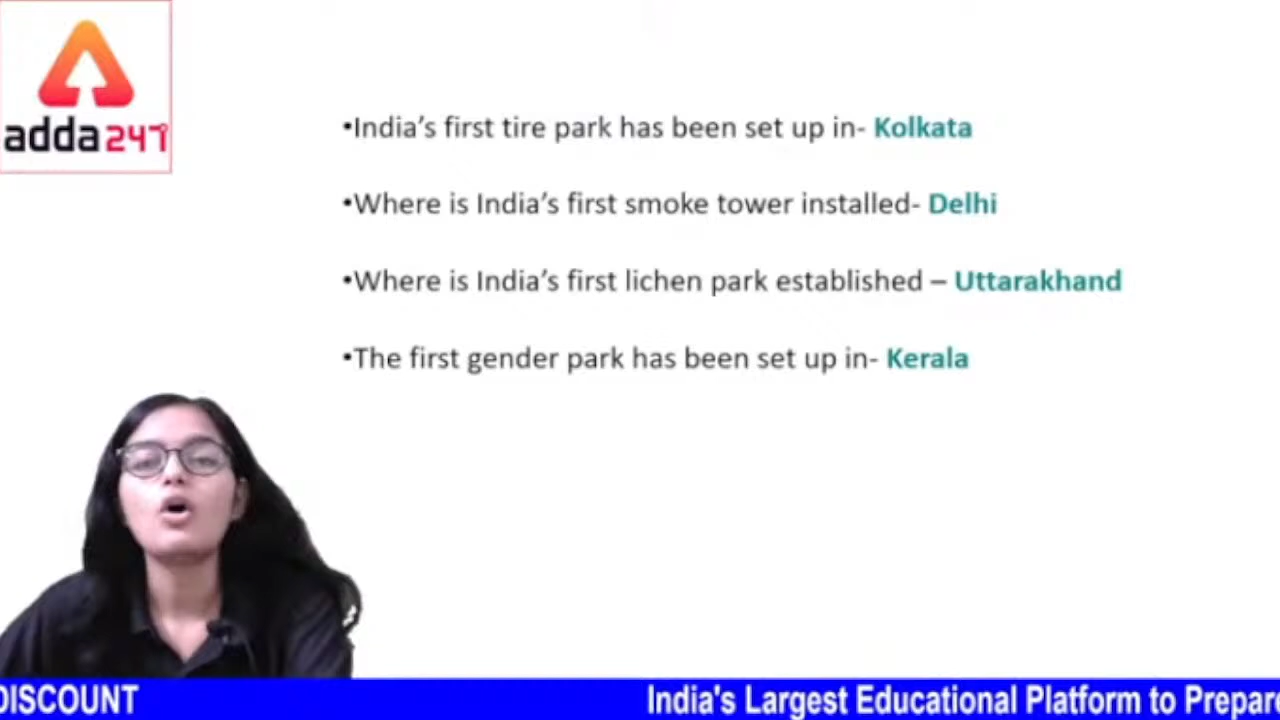 adda247
•India's first tire park has been set up in- Kolkata
•Where is India's first smoke tower installed- Delhi
•Where is India's first lichen park established – Uttarakhand
•The first gender park has been set up in- Kerala
DISCOUNT India's Largest Educational Platform to Prepare